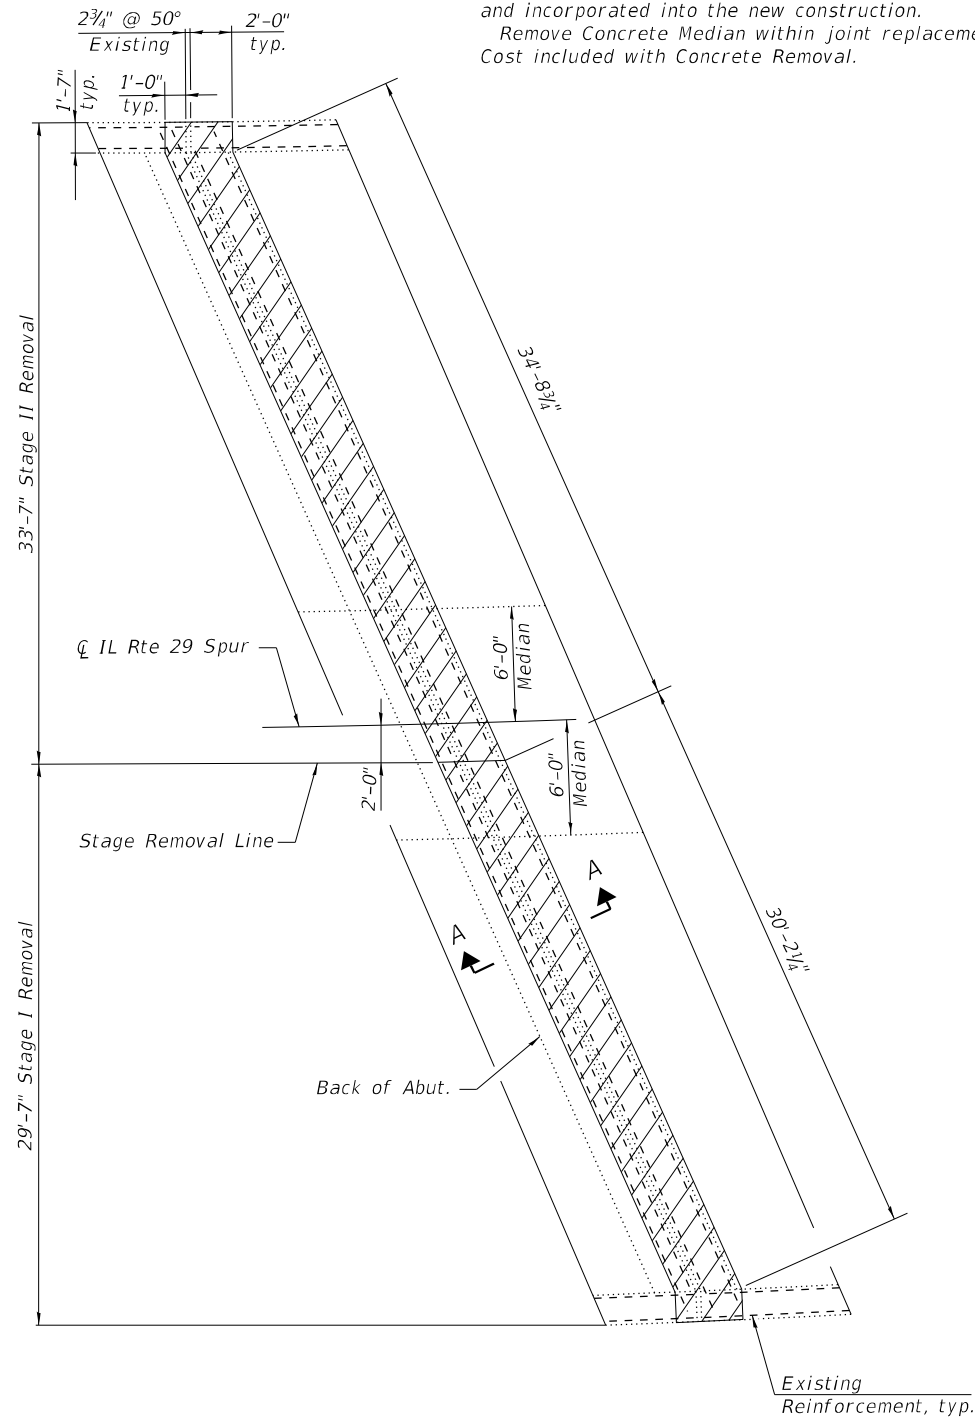 and incorporated into the new construction.
Remove Concrete Median within joint
Cost included with Concrete Removal.
2¾" @ 50°
Existing
2'-0"
typ.
1'-7"
typ.
1'-0"
typ.
34'-8¾"
33'-7" Stage II Removal
6'-0"
Median
℄ IL Rte 29 Spur
2'-0"
6'-0"
Median
Stage Removal Line
A
A
30'-2¼"
29'-7" Stage I Removal
Back of Abut.
Existing
Reinforcement, typ.